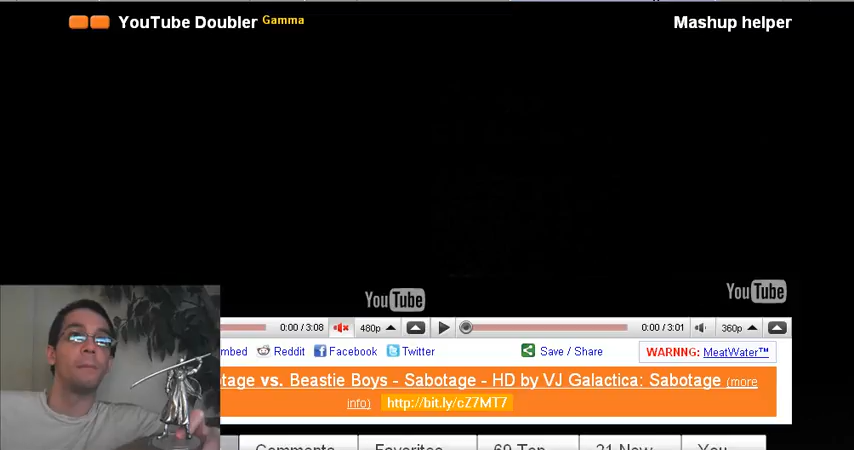 YouTube Doubler Gamma
Mashup helper
YouTube
YouTube
0:00 / 3:08 480p
0:00 / 3:01 360p
mbed Reddit Facebook Twitter
Save / Share
WARNNG: MeatWater™
otage vs. Beastie Boys - Sabotage - HD by VJ Galactica: Sabotage (more
info) http://bit.ly/cZ7MT7
Comments Favorites 69 Top 21 New You